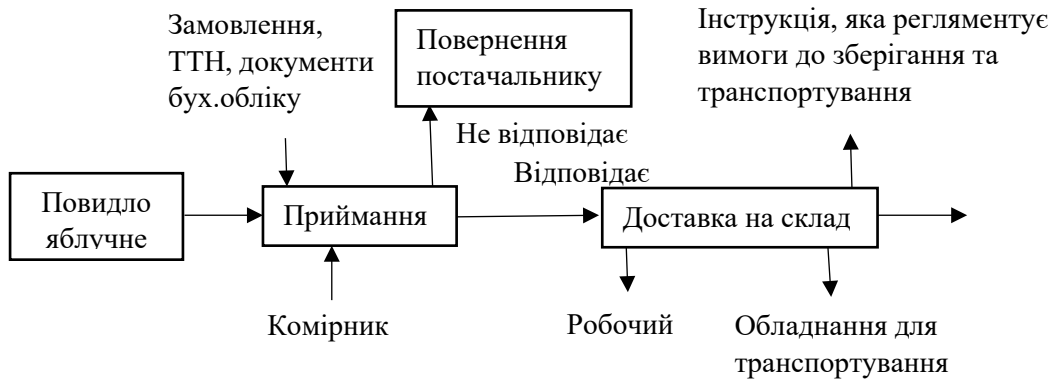 Замовлення,
ТТН, документи
бух.обліку
Повернення
постачальнику
Інструкція, яка регляментує
вимоги до зберігання та
транспортування
Не відповідає
Відповідає
Повидло
яблучне
Приймання
Доставка на склад
Комірник
Робочий
Обладнання для
транспортування